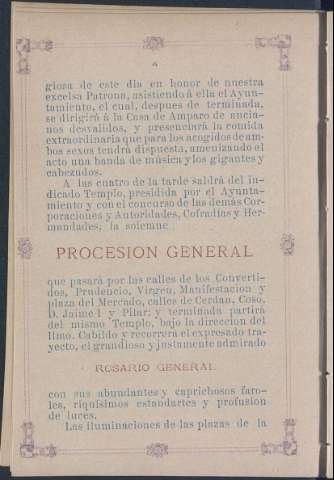 giosa de este dia en honor de nuestra
excelsa Patrona, asistiendo á ella el Ayun-
tamiento, el cual, despues de terminada,
se dirigirá á la Casa de Amparo de ancia-
nos desvalidos, y presenciará la comida
extraordinaria que para los acogidos de am-
bos sexos tendrá dispuesta, amenizando el
acto una banda de música y los gigantes y
cabezudos.
A las cuatro de la tarde saldrá del in-
dicado Templo, presidida por el Ayunta-
miento y con el concurso de las demás Cor-
poraciones y Autoridades, Cofradías y Her-
mandades, la solemne
PROCESION GENERAL
que pasará por las calles de los Converti-
dos, Prudencio, Virgen, Manifestacion y
plaza del Mercado, calles de Cerdan, Coso,
D. Jaime I y Pilar: y terminada partirá
del mismo Templo, bajo la direccion del
Ilmo. Cabildo y recorrerá el expresado tra-
yecto, el grandioso y justamente admirado
ROSARIO GENERAL
con sus abundantes y caprichosos faro-
les, riquísimos estandartes y profusion
de luces.
Las iluminaciones de las plazas de la